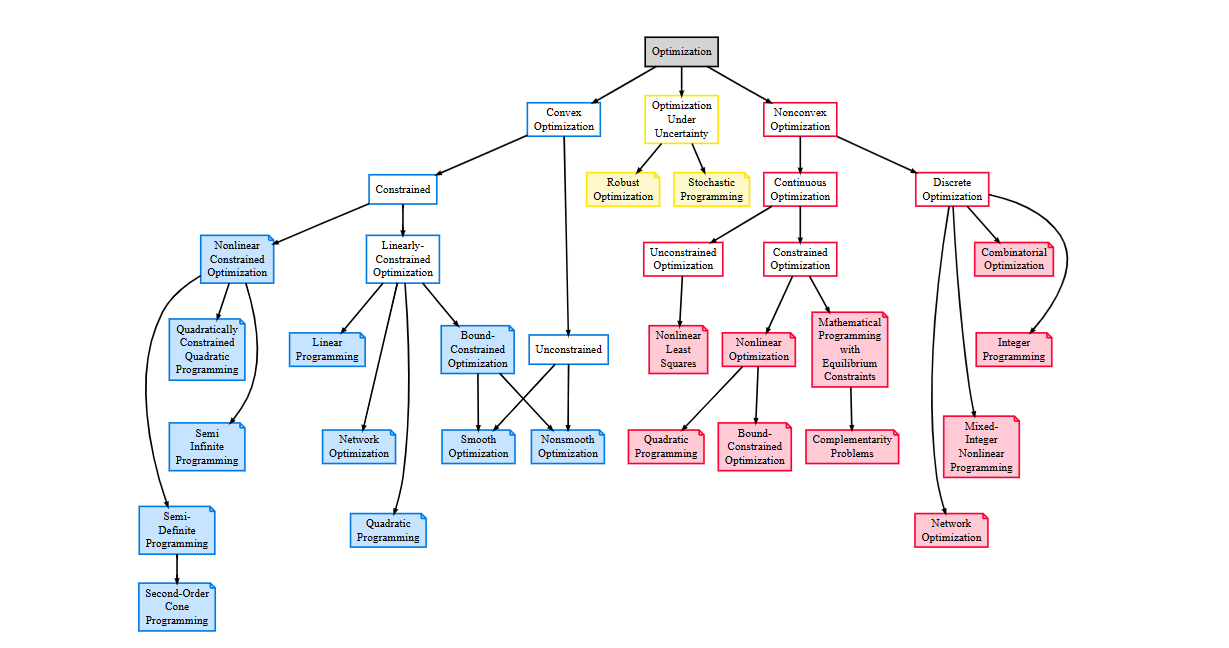 Optimization
Convex
Optimization
Optimization
Under
Uncertainty
Nonconvex
Optimization
Constrained
Robust
Optimization
Stochastic
Programming
Continuous
Optimization
Discrete
Optimization
Nonlinear
Constrained
Optimization
Linearly-
Constrained
Optimization
Unconstrained
Optimization
Constrained
Optimization
Combinatorial
Optimization
Quadratically
Constrained
Quadratic
Programming
Linear
Programming
Bound-
Constrained
Optimization
Unconstrained
Nonlinear
Least
Squares
Nonlinear
Optimization
Mathematical
Programming
with
Equilibrium
Constraints
Integer
Programming
Semi
Infinite
Programming
Network
Optimization
Smooth
Optimization
Nonsmooth
Optimization
Quadratic
Programming
Bound-
Constrained
Optimization
Complementarity
Problems
Mixed-
Integer
Nonlinear
Programming
Semi-
Definite
Programming
Quadratic
Programming
Network
Optimization
Second-Order
Cone
Programming